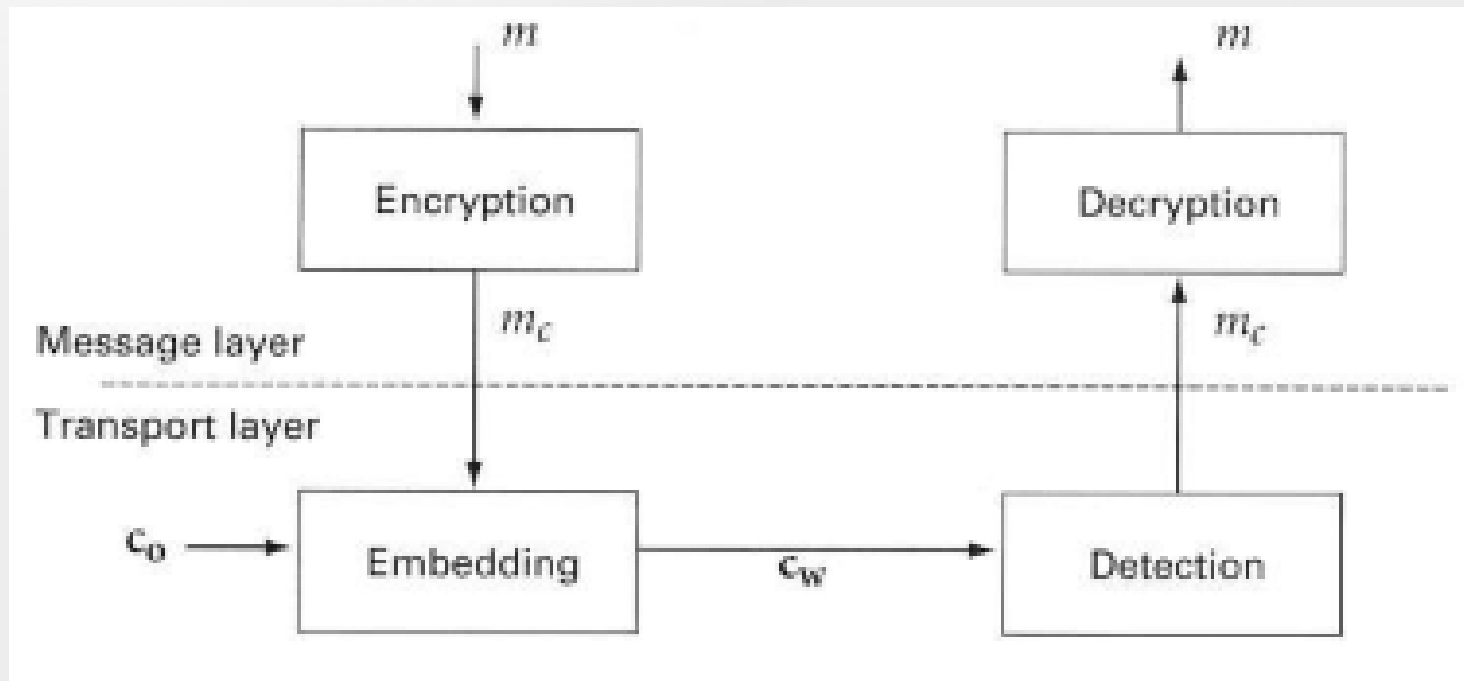 m
m
Encryption
Decryption
m_c
m_c
Message layer
Transport layer
c_o
Embedding
c_w
Detection